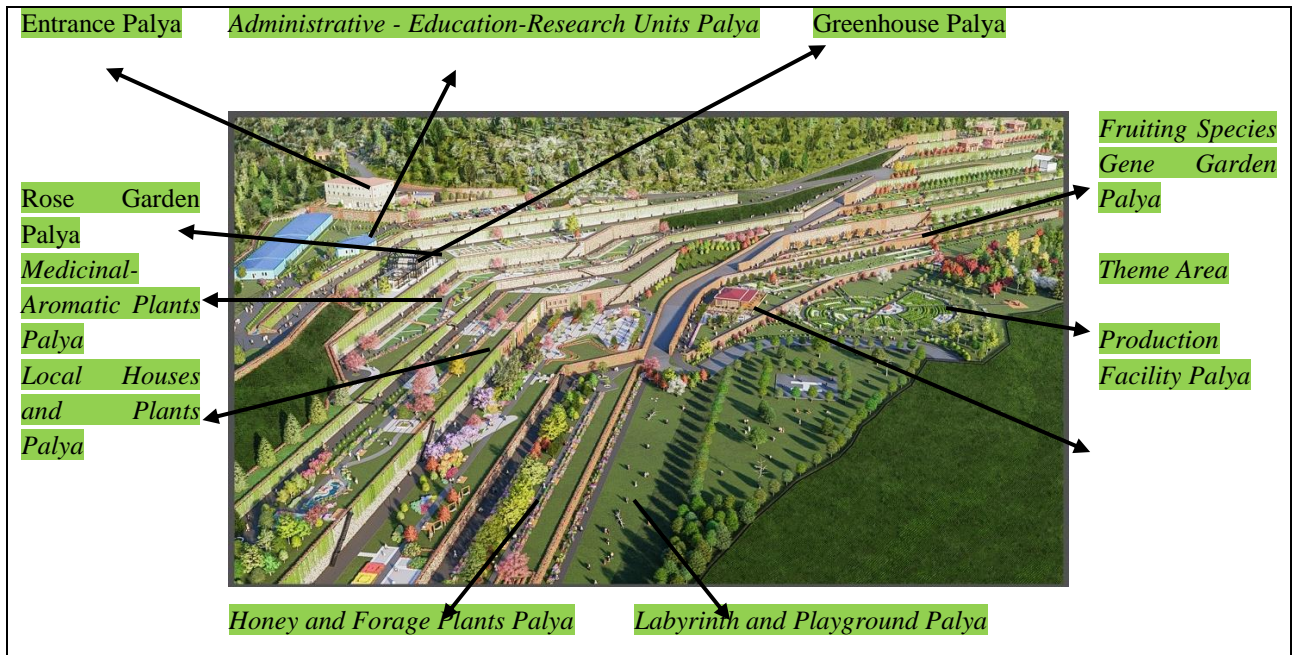 Entrance Palya
Administrative - Education-Research Units Palya
Greenhouse Palya
Rose Garden
Palya
Medicinal-
Aromatic Plants
Palya
Local Houses
and Plants
Palya
Fruiting Species
Gene Garden
Palya
Theme Area
Production
Facility Palya
Honey and Forage Plants Palya
Labyrinth and Playground Palya